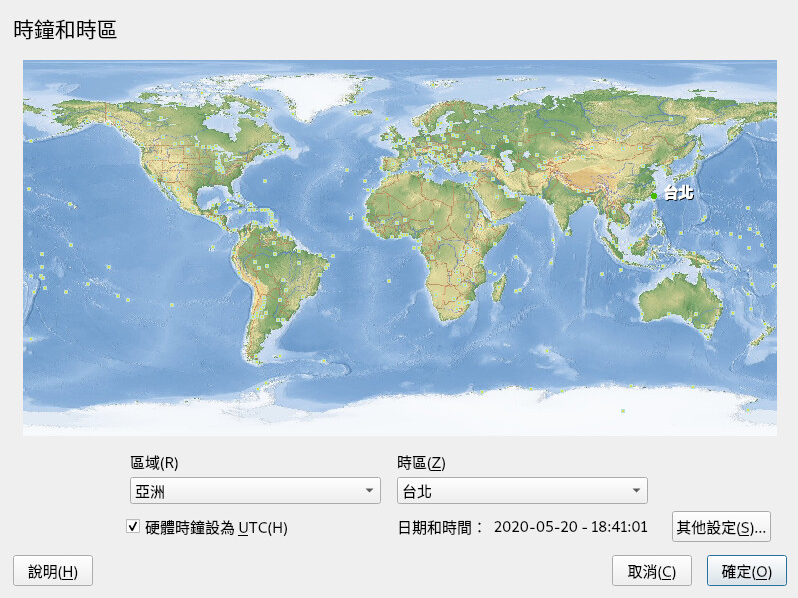 時鐘和時區
台北
區域(R)
時區(Z)
亞洲
台北
硬體時鐘設為 UTC(H)
日期和時間： 2020-05-20 - 18:41:01
其他設定(S)...
說明(H)
取消(C)
確定(O)